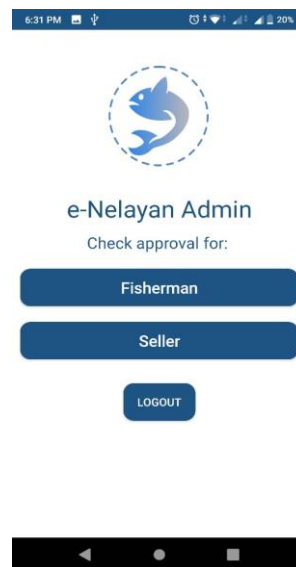 6:31 PM 20%
e-Nelayan Admin
Check approval for:
Fisherman
Seller
LOGOUT